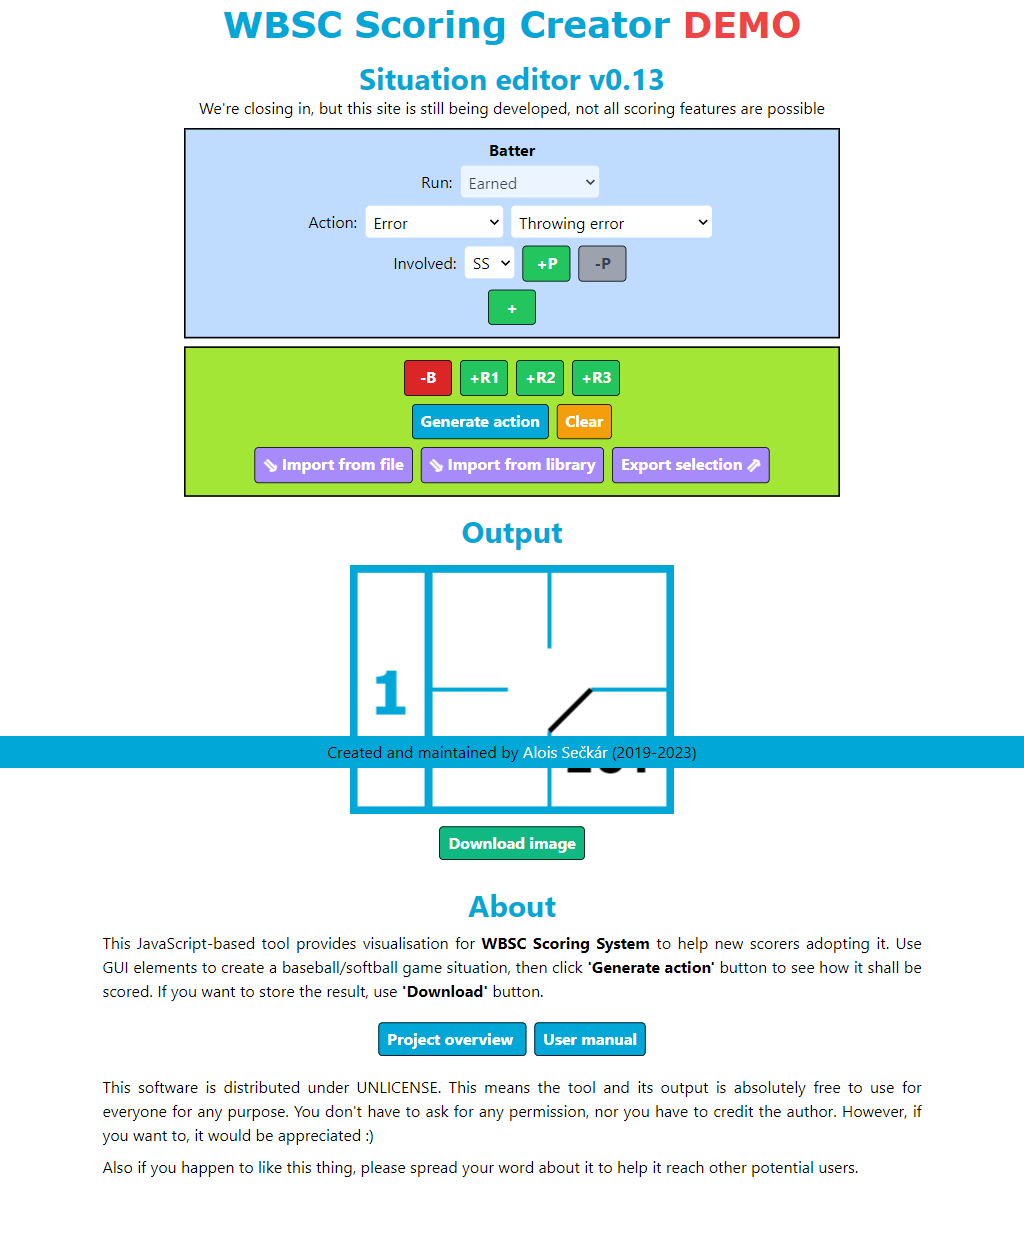 WBSC Scoring Creator DEMO
Situation editor v0.13
We're closing in, but this site is still being developed, not all scoring features are possible
Batter
Run: Earned
Action: Error Throwing error
Involved: SS +P -P
+
-B +R1 +R2 +R3
Generate action Clear
⇘ Import from file ⇘ Import from library Export selection ⇗
Output
1
Created and maintained by Alois Sečkár (2019-2023)
Download image
About
This JavaScript-based tool provides visualisation for WBSC Scoring System to help new scorers adopting it. Use
GUI elements to create a baseball/softball game situation, then click 'Generate action' button to see how it shall be
scored. If you want to store the result, use 'Download' button.
Project overview User manual
This software is distributed under UNLICENSE. This means the tool and its output is absolutely free to use for
everyone for any purpose. You don't have to ask for any permission, nor you have to credit the author. However, if
you want to, it would be appreciated :)
Also if you happen to like this thing, please spread your word about it to help it reach other potential users.